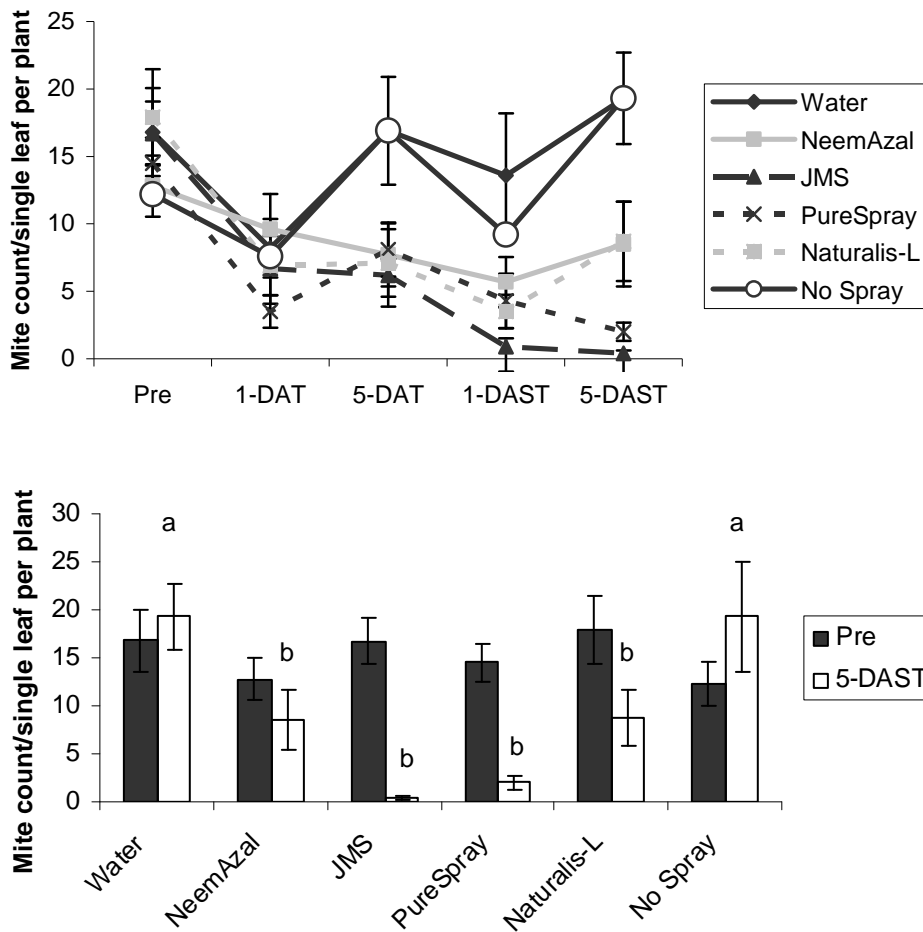 Mite count/single leaf per plant
25
20
15
10
5
0
Pre 1-DAT 5-DAT 1-DAST 5-DAST
Water
NeemAzal
JMS
PureSpray
Naturalis-L
No Spray
Mite count/single leaf per plant
30
25
20
15
10
5
0
a
b
b
b
b
a
Water NeemAzal JMS PureSpray Naturalis-L No Spray
Pre
5-DAST